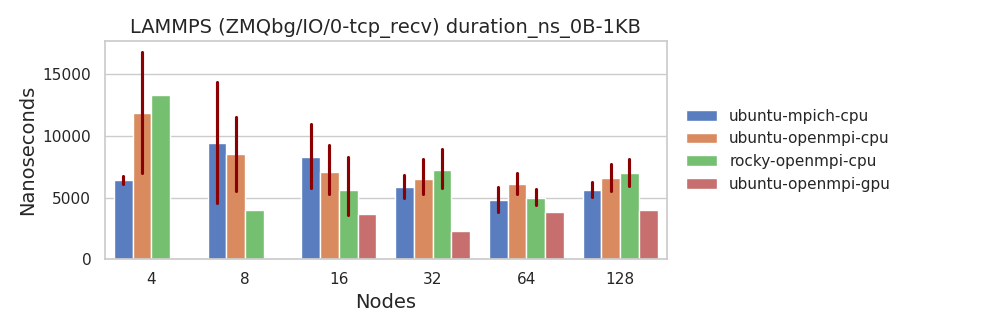 LAMMPS (ZMQbg/IO/0-tcp_recv) duration_ns_0B-1KB
Nanoseconds
15000
10000
5000
0
4 8 16 32 64 128
Nodes
ubuntu-mpich-cpu
ubuntu-openmpi-cpu
rocky-openmpi-cpu
ubuntu-openmpi-gpu